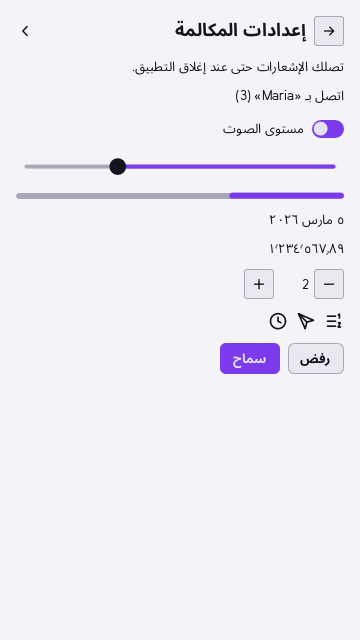 إعدادات المكالمة
تصلك الإشعارات حتى عند إغلاق التطبيق.
اتصل بـ «Maria» (3)
مستوى الصوت
٥ مارس ٢٠٢٦
١٬٢٣٤٬٥٦٧٫٨٩
2
رفض
سماح